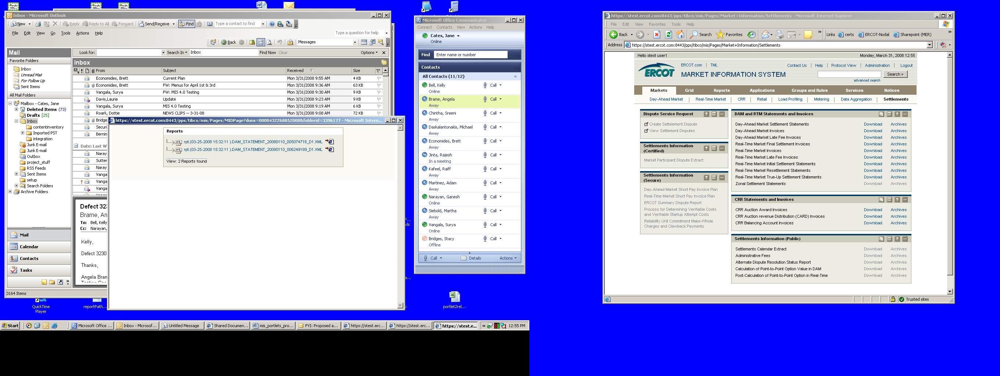 Inbox - Microsoft Outlook
New
Reply
Reply to All
Forward
Send/Receive
Find
Type a contact to find
File Edit View Go Tools Actions Help
Type a question for help
Back
Messages
Mail
Favorite Folders
Inbox
Unread Mail
For Follow Up
Sent Items
All Mail Folders
Mailbox - Cates, Jane
Deleted Items (73)
Drafts [25]
Inbox
contentinventory
Imported PST
integration
Junk E-mail
Junk E-mail
Outbox
project_stuff
RSS Feeds
Sent Items
setup
Search Folders
Archive Folders
Mail
Calendar
Contacts
Tasks
3164 Items
Look for: Search In Inbox Find Now Clear Options
Inbox
From Subject Received Size
Economides, Brett Current Plan Mon 3/31/2008 9:55 AM 4 KB
Economides, Brett FW: Menus for April 1st & 3rd Mon 3/31/2008 9:36 AM 63 KB
Vangala, Surya FW: MIS 4.0 Testing Mon 3/31/2008 9:30 AM 9 KB
Davis,Laurie Update Mon 3/31/2008 9:23 AM 9 KB
Vangala, Surya MIS 4.0 Testing Mon 3/31/2008 9:19 AM 6 KB
Roark, Dottie NEWS CLIPS -- 3-31-08 Mon 3/31/2008 9:08 AM 72 KB
Bridge
Securi
Bernin
Date: Last W
Naray
Sutter
Naray
Vanga
Vanga
Vanga
Defect 323
Brame, An
To: Bell, Kelly
Cc: Narayan,
Kelly,
Defect 3230
Thanks,
Angela Bran
https://stest.ercot.com:8443/pps/tibco/mis/Pages/MIDPage?duns=0000432268852000&folderid=3396177 - Microsoft Intern...
Reports
rpt.(03-25-2008 15:32:11 ).DAM_STATEMENT_20080110_005074716_D1.XML
rpt.(03-25-2008 15:32:11 ).DAM_STATEMENT_20080110_006249189_D1.XML
View: 2 Reports found
QuickTime
Player
reportPath...
portlet2rel...
Microsoft Office Communicator
Connect Contacts View Actions Help
Cates, Jane
Online
Find Enter name or number
Contacts
All Contacts (11/12)
Bell, Kelly Call
Online
Brame, Angela Call
Away
Chintha, Sreeni Call
Away
Daskalantonakis, Michael Call
Away
Economides, Brett Call
Away
Jinta, Rajesh Call
In a meeting
Kafeel, Raiff Call
Away
Martinez, Adam Call
Away
Narayan, Ganesh Call
Online
Siebold, Martha Call
Away
Vangala, Surya Call
Online
Bridges, Stacy Call
Offline
Call Details Actions
https://stest.ercot.com:8443/pps/tibco/mis/Pages/Market+Information/Settlements - Microsoft Internet Explorer
File Edit View Favorites Tools Help
Back Search Favorites Links certs ERCOT-Nodal Sharepoint (MER)
Address https://stest.ercot.com:8443/pps/tibco/mis/Pages/Market+Information/Settlements
Hello stest user1 Monday, March 31, 2008 12:55
ERCOT
ERCOT.com TML Contact Us Help Protocol View Administration Logout
MARKET INFORMATION SYSTEM Search >
advanced search
Markets Grid Reports Applications Groups and Rules Services Notices
Day-Ahead Market Real-Time Market CRR Retail Load Profiling Metering Data Aggregation Settlements
Dispute Service Request
Create Settelement Dispute
View Settlement Disputes
Settlements Information
(Certified)
Market Participant Dispute Extract
Settlements Information
(Secure)
Day-Ahead Market Short Pay Invoice Plan
Real-Time Market Short Pay Invoice Plan
ERCOT Summary Dispute Report
Process for Determining Verifiable Costs
and Verifiable Startup Attempt Costs
Reliability Unit Commitment Make-Whole
Charges and Clawback Payments
DAM and RTM Statements and Invoices
Day-Ahead Market Settlement Statements Download Archives
Day-Ahead Market Invoices Download Archives
Day-Ahead Market Late Fee Invoices Download Archives
Real-Time Market Final Settlement Invoices Download Archives
Real-Time Market Invoices Download Archives
Real-Time Market Late Fee Invoices Download Archives
Real-Time Market Initial Settlement Statements Download Archives
Real-Time Market Resettlement Statements Download Archives
Real-Time Market True-Up Settlement Statements Download Archives
Zonal Settlement Statements Download Archives
CRR Statements and Invoices
CRR Auction Award Invoices Download Archives
CRR Auction revenue Distribution (CARD) Invoices Download Archives
CRR Balancing Account Invoices Download Archives
Settlements Information (Public)
Settlements Calendar Extract Download Archives
Administrative Fees Download Archives
Alternate Dispute Resolution Status Report Download Archives
Calculation of Point-to-Point Option Value in DAM Download Archives
Post-Calculation of Point-to-Point Option in Real-Time Download Archives
Trusted sites
Start Microsoft Office ... Inbox - Microsof... Untitled Message Shared Documen... mis_portlets_pro... FYI: Proposed a... https://stest.erc... https://stest.erc... https://stest.e... 12:55 PM